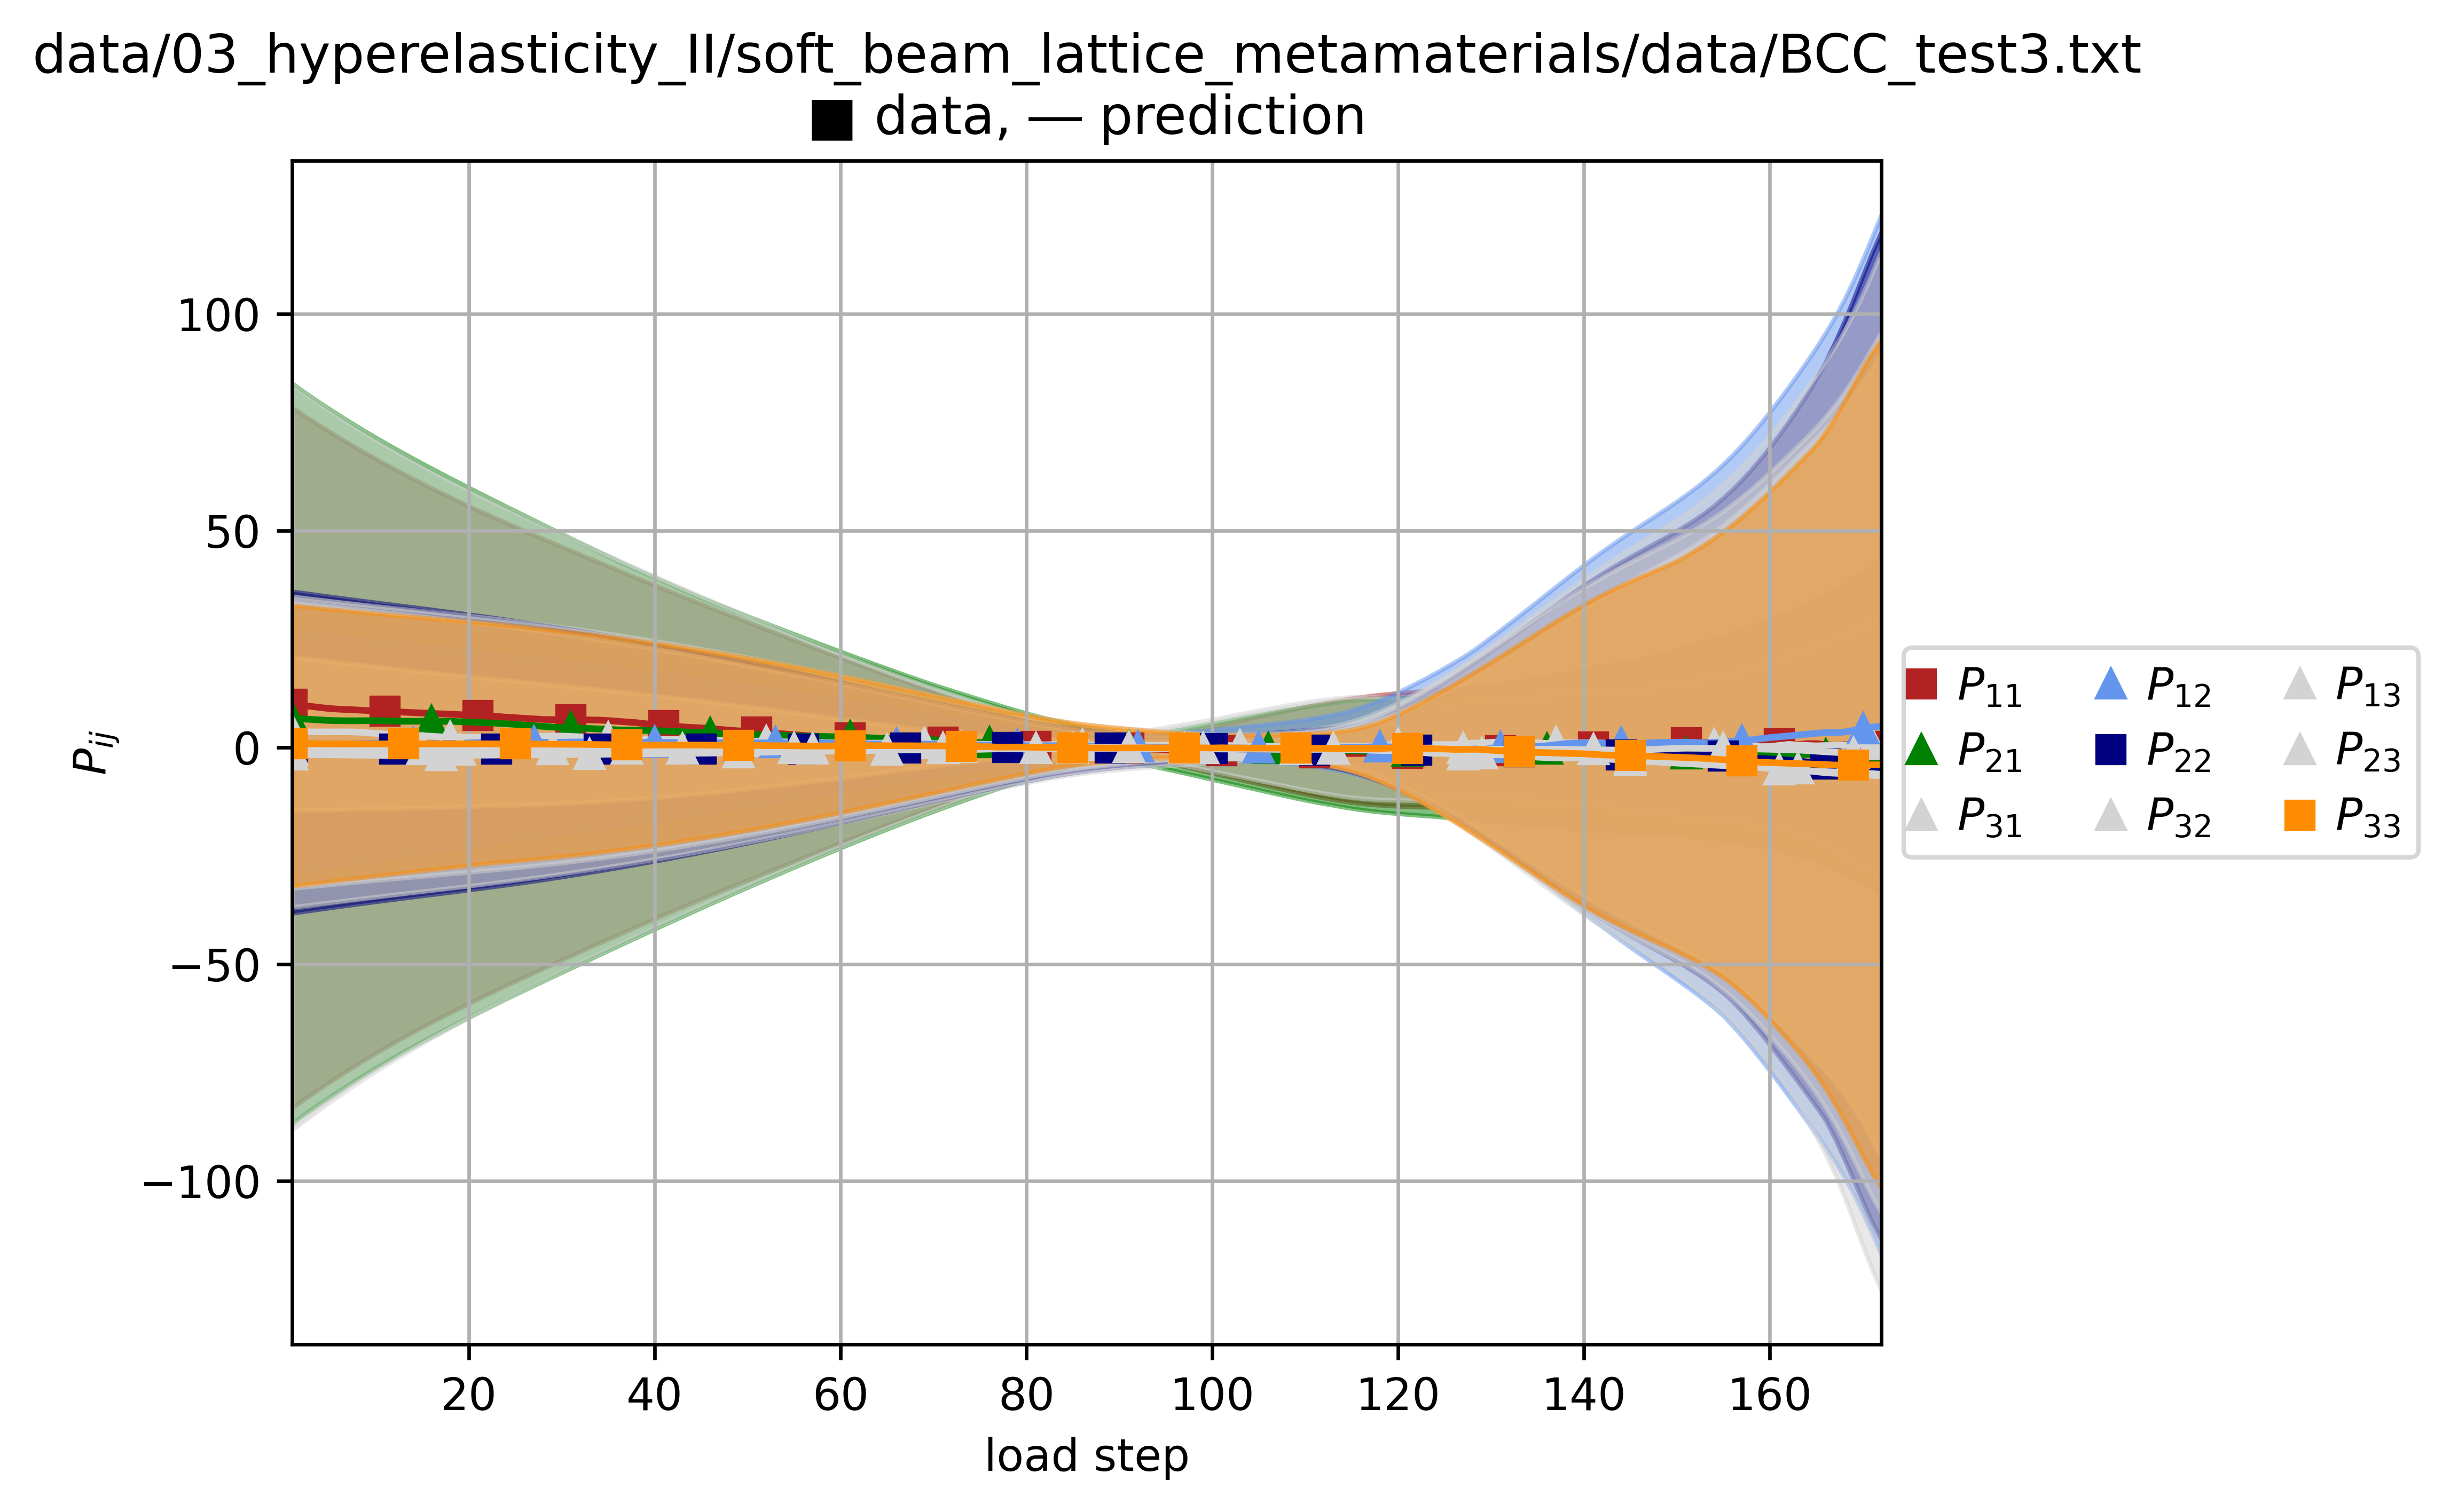 data/03_hyperelasticity_II/soft_beam_lattice_metamaterials/data/BCC_test3.txt
■ data, — prediction
100
50
0
−50
−100
P_ij
20 40 60 80 100 120 140 160
load step
P_11 P_12 P_13
P_21 P_22 P_23
P_31 P_32 P_33